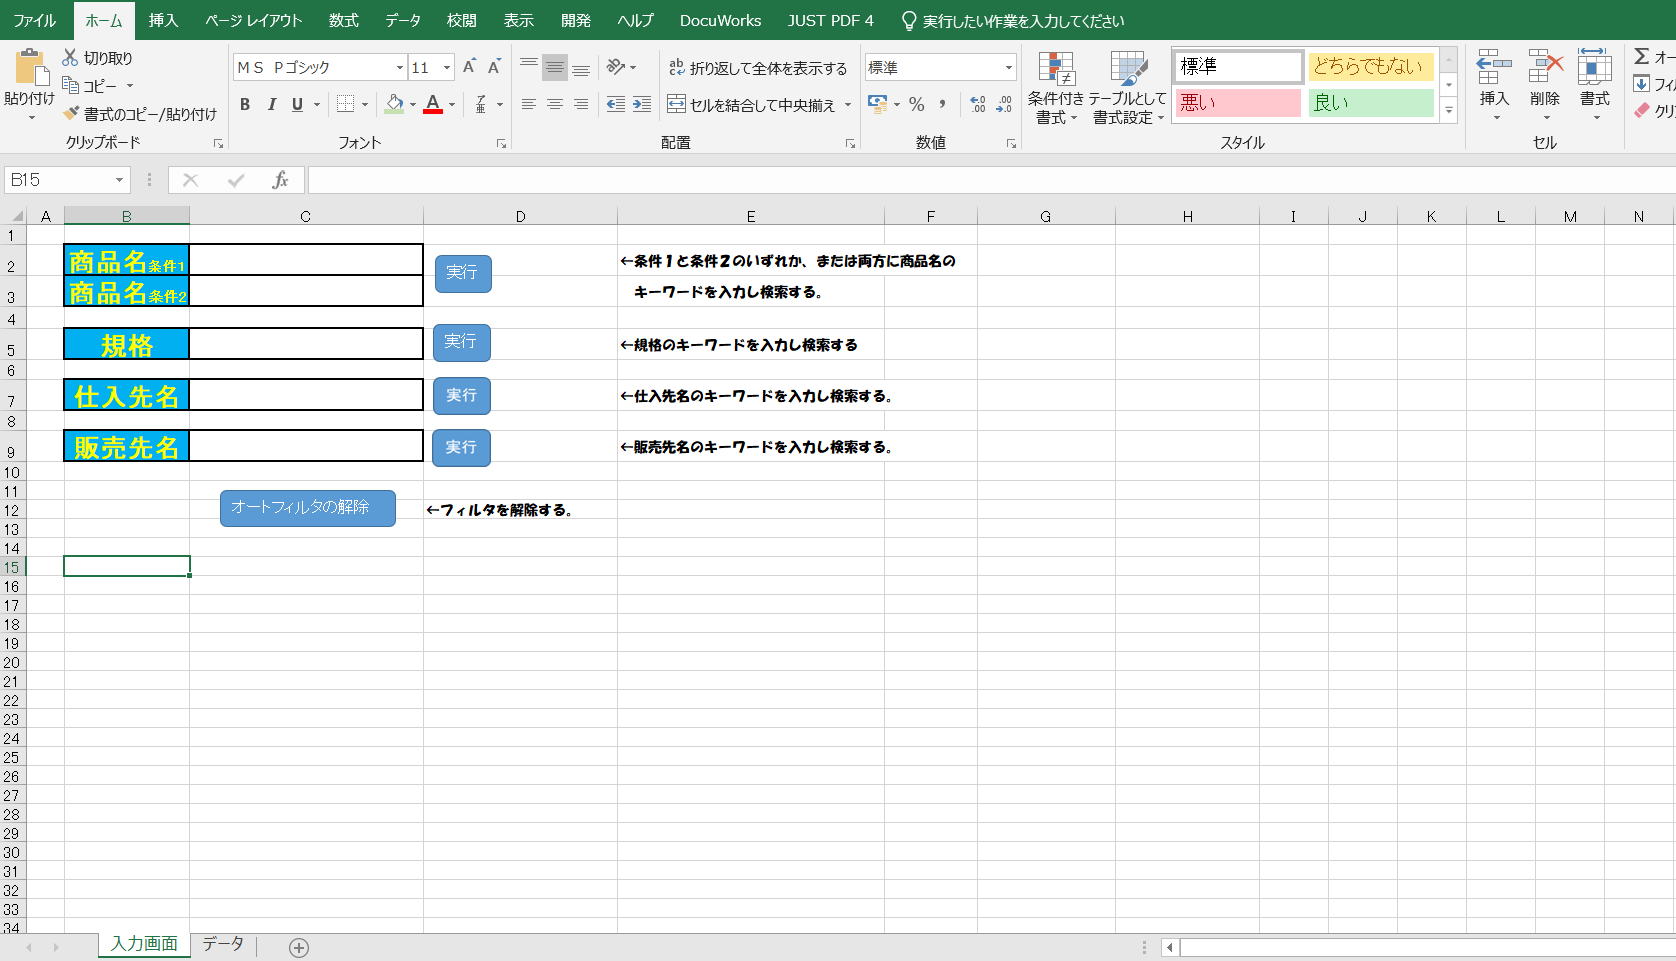 ファイル ホーム 挿入 ページ レイアウト 数式 データ 校閲 表示 開発 ヘルプ DocuWorks JUST PDF 4 実行したい作業を入力してください
貼り付け
切り取り
コピー
書式のコピー/貼り付け
クリップボード
ＭＳ Ｐゴシック 11 A A
B I U A
フォント
ab 折り返して全体を表示する
セルを結合して中央揃え
配置
標準
% ,
数値
条件付き書式
テーブルとして書式設定
標準 どちらでもない
悪い 良い
スタイル
挿入 削除 書式
セル
Σ オー
フィ
クリ
B15 fx
A B C D E F G H I J K L M N
1
2 商品名条件1 実行 ←条件１と条件２のいずれか、または両方に商品名の
3 商品名条件2 キーワードを入力し検索する。
4
5 規格 実行 ←規格のキーワードを入力し検索する
6
7 仕入先名 実行 ←仕入先名のキーワードを入力し検索する。
8
9 販売先名 実行 ←販売先名のキーワードを入力し検索する。
10
11
12 オートフィルタの解除 ←フィルタを解除する。
13
14
15
16
17
18
19
20
21
22
23
24
25
26
27
28
29
30
31
32
33
34
入力画面 データ